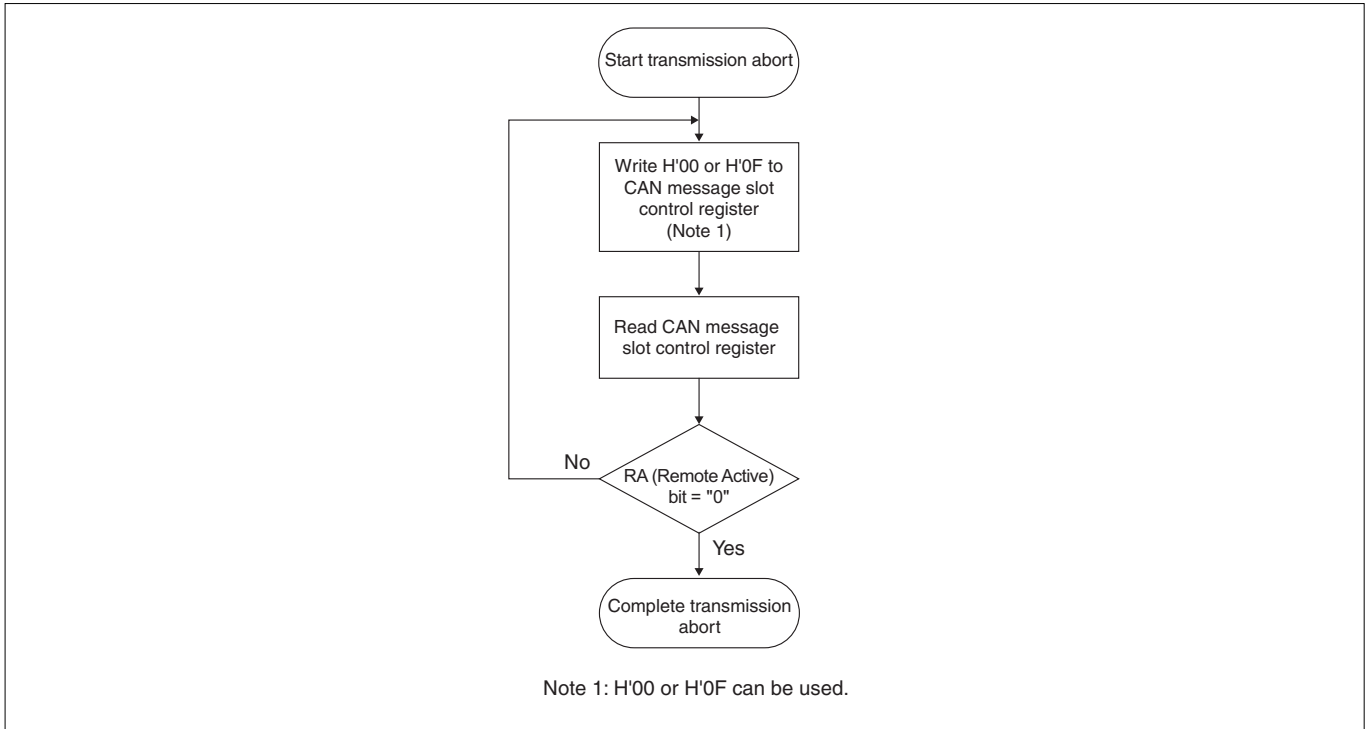 Start transmission abort
Write H'00 or H'0F to
CAN message slot
control register
(Note 1)
Read CAN message
slot control register
No
RA (Remote Active)
bit = "0"
Yes
Complete transmission
abort
Note 1: H'00 or H'0F can be used.